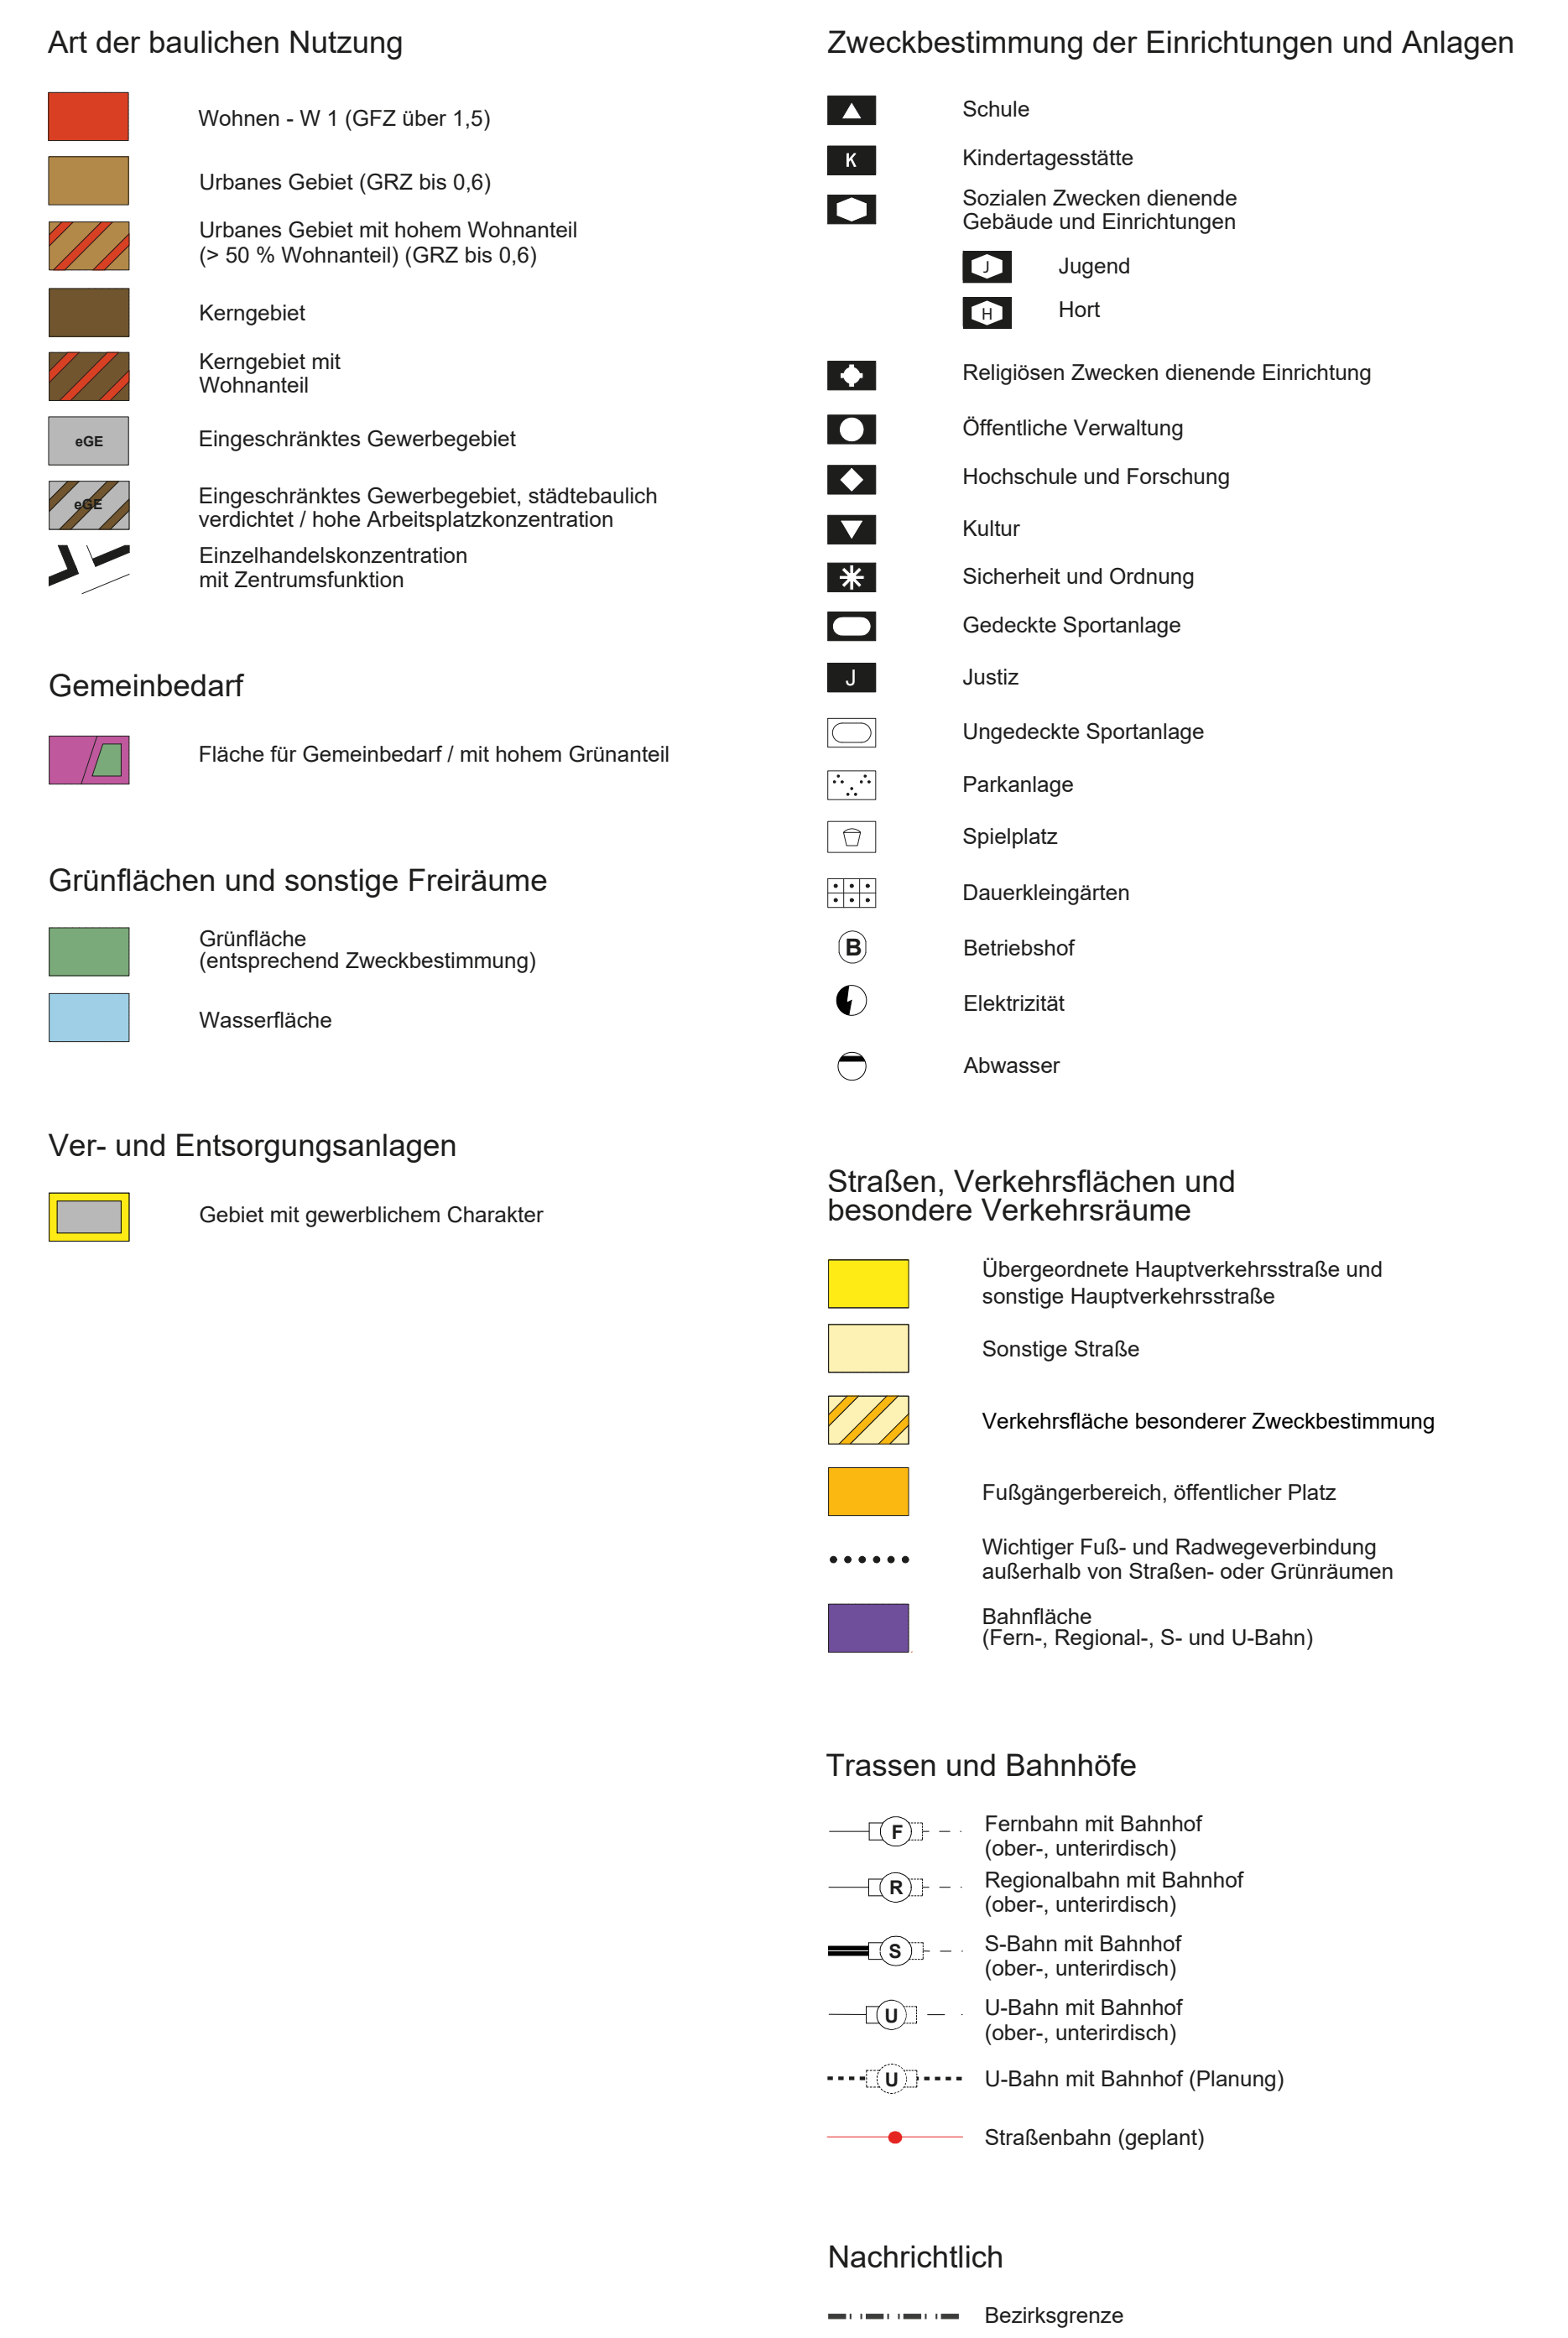 Art der baulichen Nutzung
Wohnen - W 1 (GFZ über 1,5)
Urbanes Gebiet (GRZ bis 0,6)
Urbanes Gebiet mit hohem Wohnanteil
(> 50 % Wohnanteil) (GRZ bis 0,6)
Kerngebiet
Kerngebiet mit
Wohnanteil
eGE
Eingeschränktes Gewerbegebiet
eGE
Eingeschränktes Gewerbegebiet, städtebaulich
verdichtet / hohe Arbeitsplatzkonzentration
Einzelhandelskonzentration
mit Zentrumsfunktion
Gemeinbedarf
Fläche für Gemeinbedarf / mit hohem Grünanteil
Grünflächen und sonstige Freiräume
Grünfläche
(entsprechend Zweckbestimmung)
Wasserfläche
Ver- und Entsorgungsanlagen
Gebiet mit gewerblichem Charakter
Zweckbestimmung der Einrichtungen und Anlagen
Schule
K
Kindertagesstätte
Sozialen Zwecken dienende
Gebäude und Einrichtungen
J
Jugend
H
Hort
Religiösen Zwecken dienende Einrichtung
Öffentliche Verwaltung
Hochschule und Forschung
Kultur
Sicherheit und Ordnung
Gedeckte Sportanlage
J
Justiz
Ungedeckte Sportanlage
Parkanlage
Spielplatz
Dauerkleingärten
B
Betriebshof
Elektrizität
Abwasser
Straßen, Verkehrsflächen und
besondere Verkehrsräume
Übergeordnete Hauptverkehrsstraße und
sonstige Hauptverkehrsstraße
Sonstige Straße
Verkehrsfläche besonderer Zweckbestimmung
Fußgängerbereich, öffentlicher Platz
Wichtiger Fuß- und Radwegeverbindung
außerhalb von Straßen- oder Grünräumen
Bahnfläche
(Fern-, Regional-, S- und U-Bahn)
Trassen und Bahnhöfe
F
Fernbahn mit Bahnhof
(ober-, unterirdisch)
R
Regionalbahn mit Bahnhof
(ober-, unterirdisch)
S
S-Bahn mit Bahnhof
(ober-, unterirdisch)
U
U-Bahn mit Bahnhof
(ober-, unterirdisch)
U
U-Bahn mit Bahnhof (Planung)
Straßenbahn (geplant)
Nachrichtlich
Bezirksgrenze